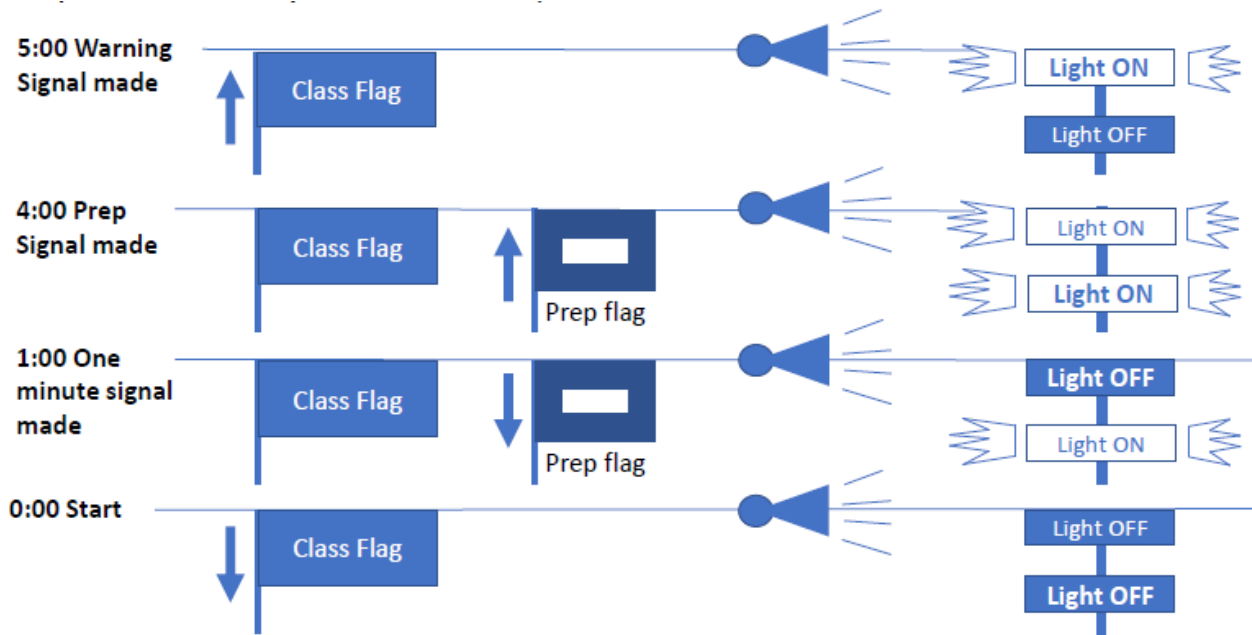 5:00 Warning
Signal made
Class Flag
Light ON
Light OFF
4:00 Prep
Signal made
Class Flag
Prep flag
Light ON
Light ON
1:00 One
minute signal
made
Class Flag
Prep flag
Light OFF
Light ON
0:00 Start
Class Flag
Light OFF
Light OFF